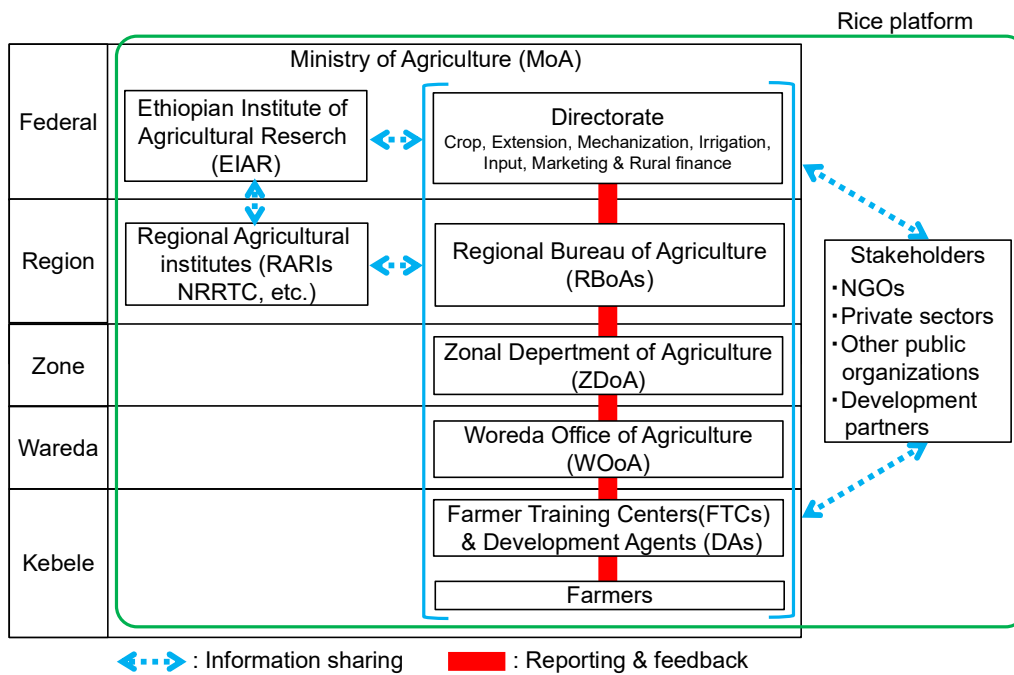 Rice platform
Ministry of Agriculture (MoA)
Federal
Ethiopian Institute of
Agricultural Reserch
(EIAR)
Directorate
Crop, Extension, Mechanization, Irrigation,
Input, Marketing & Rural finance
Region
Regional Agricultural
institutes (RARIs
NRRTC, etc.)
Regional Bureau of Agriculture
(RBoAs)
Stakeholders
・NGOs
・Private sectors
・Other public
organizations
・Development
partners
Zone
Zonal Depertment of Agriculture
(ZDoA)
Wareda
Woreda Office of Agriculture
(WOoA)
Kebele
Farmer Training Centers(FTCs)
& Development Agents (DAs)
Farmers
: Information sharing
: Reporting & feedback